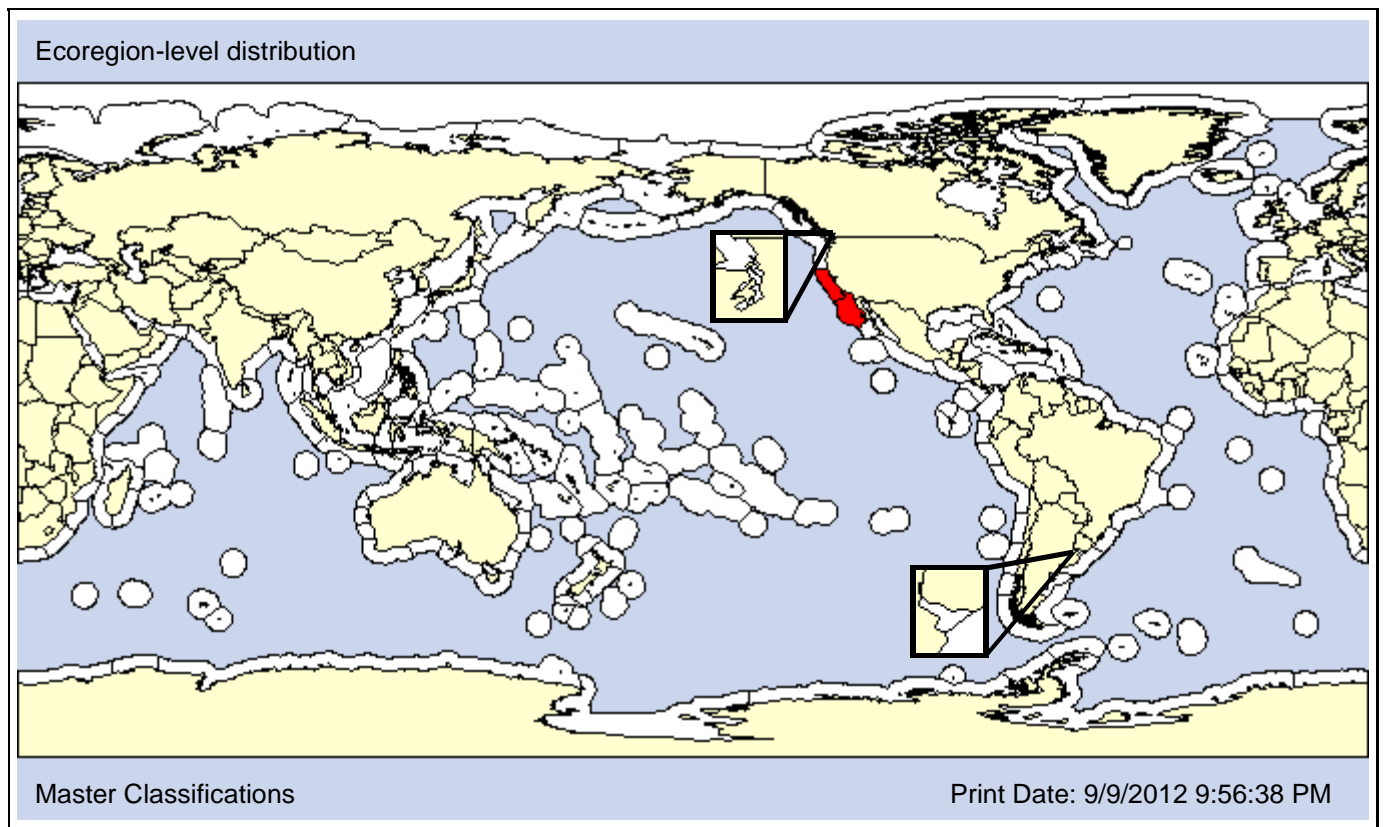 Ecoregion-level distribution
Master Classifications
Print Date: 9/9/2012 9:56:38 PM